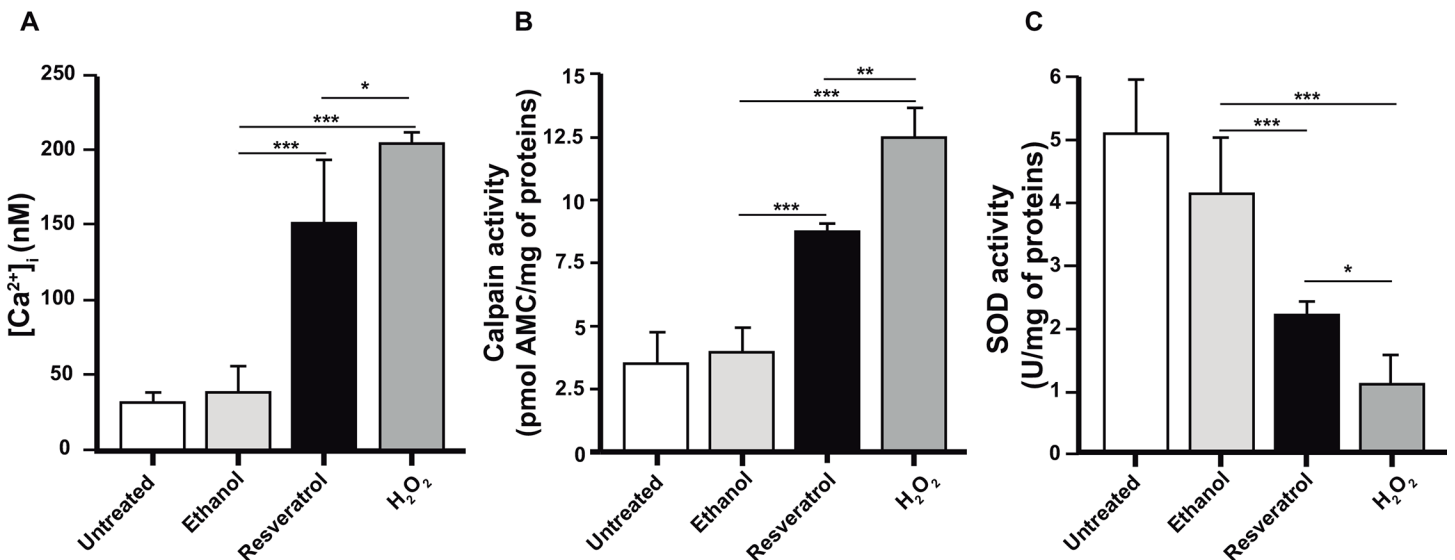 A
[Ca²⁺]ᵢ (nM)
250
200
150
100
50
0
*
***
***
Untreated
Ethanol
Resveratrol
H₂O₂
B
Calpain activity
(pmol AMC/mg of proteins)
15
12.5
10
7.5
5
2.5
0
**
***
***
Untreated
Ethanol
Resveratrol
H₂O₂
C
SOD activity
(U/mg of proteins)
6
5
4
3
2
1
0
***
***
*
Untreated
Ethanol
Resveratrol
H₂O₂